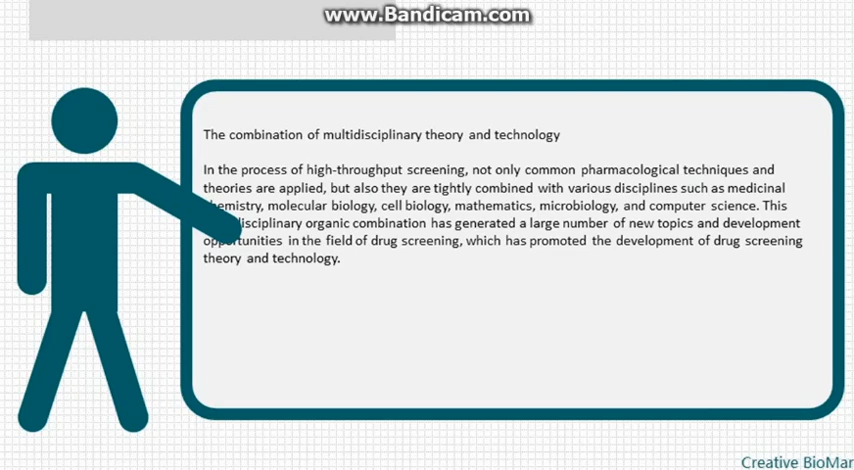 www.Bandicam.com
The combination of multidisciplinary theory and technology
In the process of high-throughput screening, not only common pharmacological techniques and
theories are applied, but also they are tightly combined with various disciplines such as medicinal
chemistry, molecular biology, cell biology, mathematics, microbiology, and computer science. This
disciplinary organic combination has generated a large number of new topics and development
opportunities in the field of drug screening, which has promoted the development of drug screening
theory and technology.
Creative BioMar